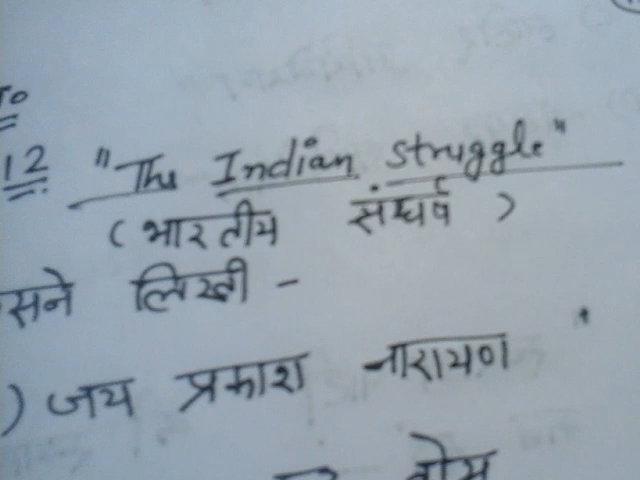 12 "The Indian struggle"
(भारतीय संघर्ष)
सने लिखी -
) जय प्रकाश नारायण
बोस